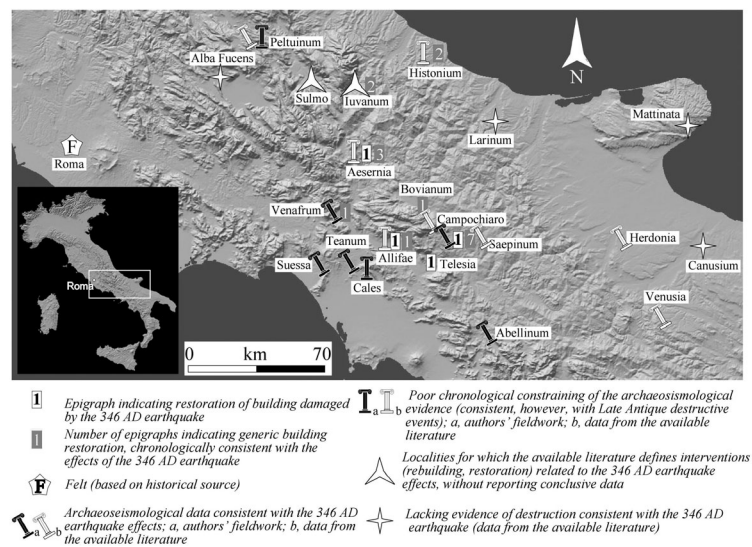 Peltuinum
Alba Fucens
Histonium
2
N
Sulmo
Iuvanum
2
Mattinata
Larinum
F
Roma
1 3
Aesernia
Bovianum
1
Venafrum
1
Campochiaro
Teanum
1 1
Allifae
1 7
Saepinum
Herdonia
Suessa
Cales
1
Telesia
Canusium
Roma
Venusia
Abellinum
0 km 70
1 Epigraph indicating restoration of building damaged
by the 346 AD earthquake
1 Number of epigraphs indicating generic building
restoration, chronologically consistent with the
effects of the 346 AD earthquake
F Felt (based on historical source)
a b Archaeoseismological data consistent with the 346 AD
earthquake effects; a, authors' fieldwork; b, data from
the available literature
a b Poor chronological constraining of the archaeosismological
evidence (consistent, however, with Late Antique destructive
events); a, authors' fieldwork; b, data from the available
literature
Localities for which the available literature defines interventions
(rebuilding, restoration) related to the 346 AD earthquake
effects, without reporting conclusive data
Lacking evidence of destruction consistent with the 346 AD
earthquake (data from the available literature)